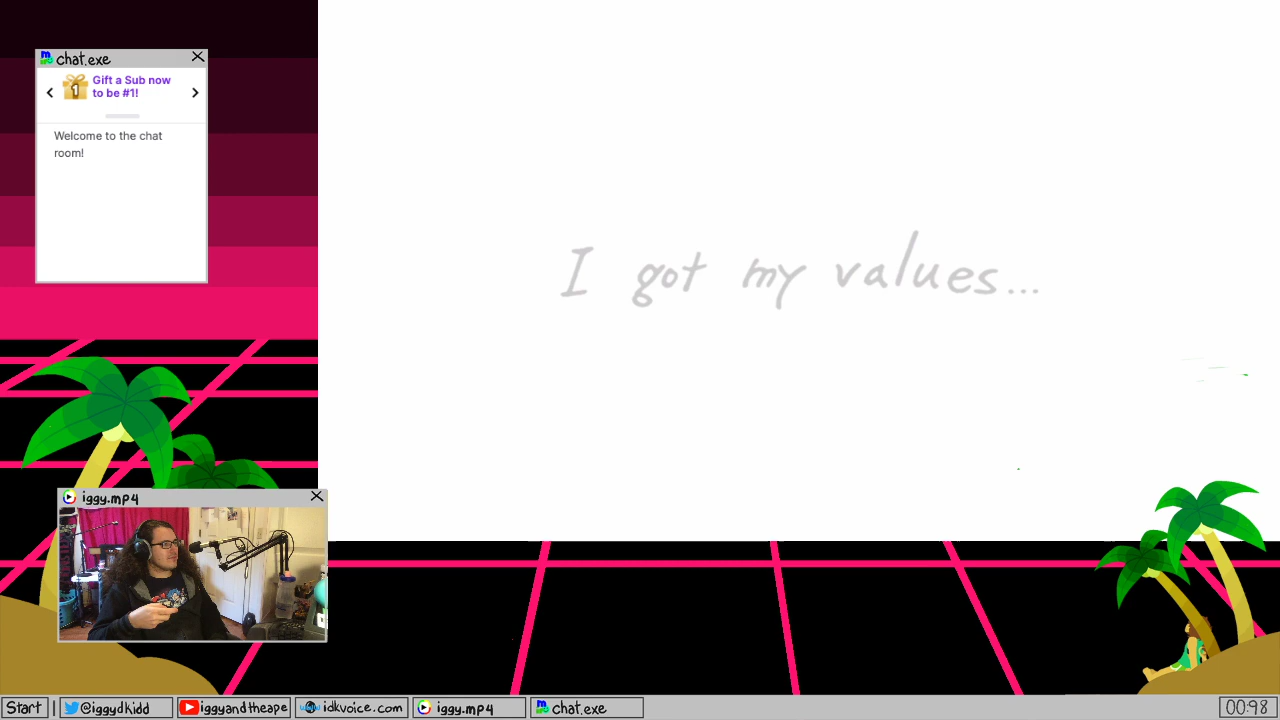 chat.exe
Gift a Sub now
to be #1!
Welcome to the chat
room!
I got my values...
iggy.mp4
Start
@iggydkidd
iggyandtheape
idkvoice.com
iggy.mp4
chat.exe
00:98